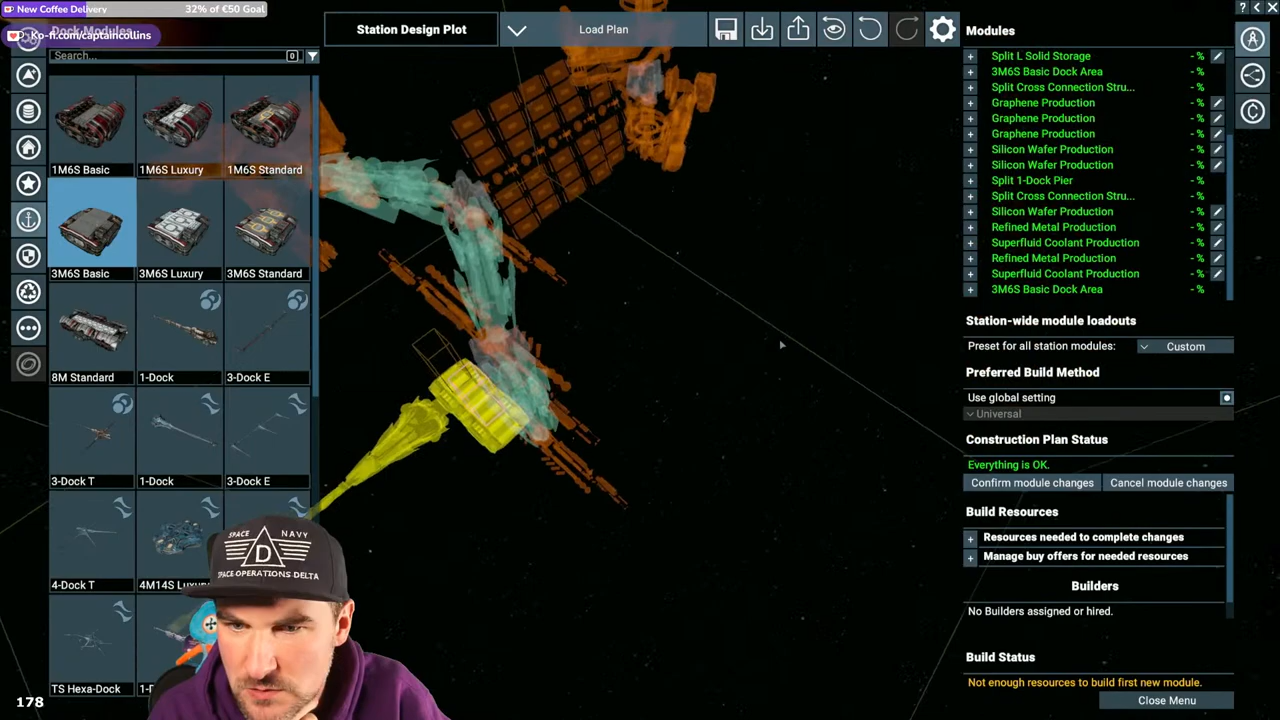 New Coffee Delivery
32% of €50 Goal
Dock Modules
Ko-fi.com/captaincollins
Search...
0
1M6S Basic
1M6S Luxury
1M6S Standard
3M6S Basic
3M6S Luxury
3M6S Standard
8M Standard
1-Dock
3-Dock E
3-Dock T
1-Dock
3-Dock E
4-Dock T
4M14S Luxury
TS Hexa-Dock
178
SPACE NAVY
D
SPACE-OPERATIONS DELTA
Station Design Plot
Load Plan
?
Modules
Split L Solid Storage - %
3M6S Basic Dock Area - %
Split Cross Connection Stru... - %
Graphene Production - %
Graphene Production - %
Graphene Production - %
Silicon Wafer Production - %
Silicon Wafer Production - %
Split 1-Dock Pier - %
Split Cross Connection Stru... - %
Silicon Wafer Production - %
Refined Metal Production - %
Superfluid Coolant Production - %
Refined Metal Production - %
Superfluid Coolant Production - %
3M6S Basic Dock Area - %
Station-wide module loadouts
Preset for all station modules: Custom
Preferred Build Method
Use global setting
Universal
Construction Plan Status
Everything is OK.
Confirm module changes
Cancel module changes
Build Resources
Resources needed to complete changes
Manage buy offers for needed resources
Builders
No Builders assigned or hired.
Build Status
Not enough resources to build first new module.
Close Menu